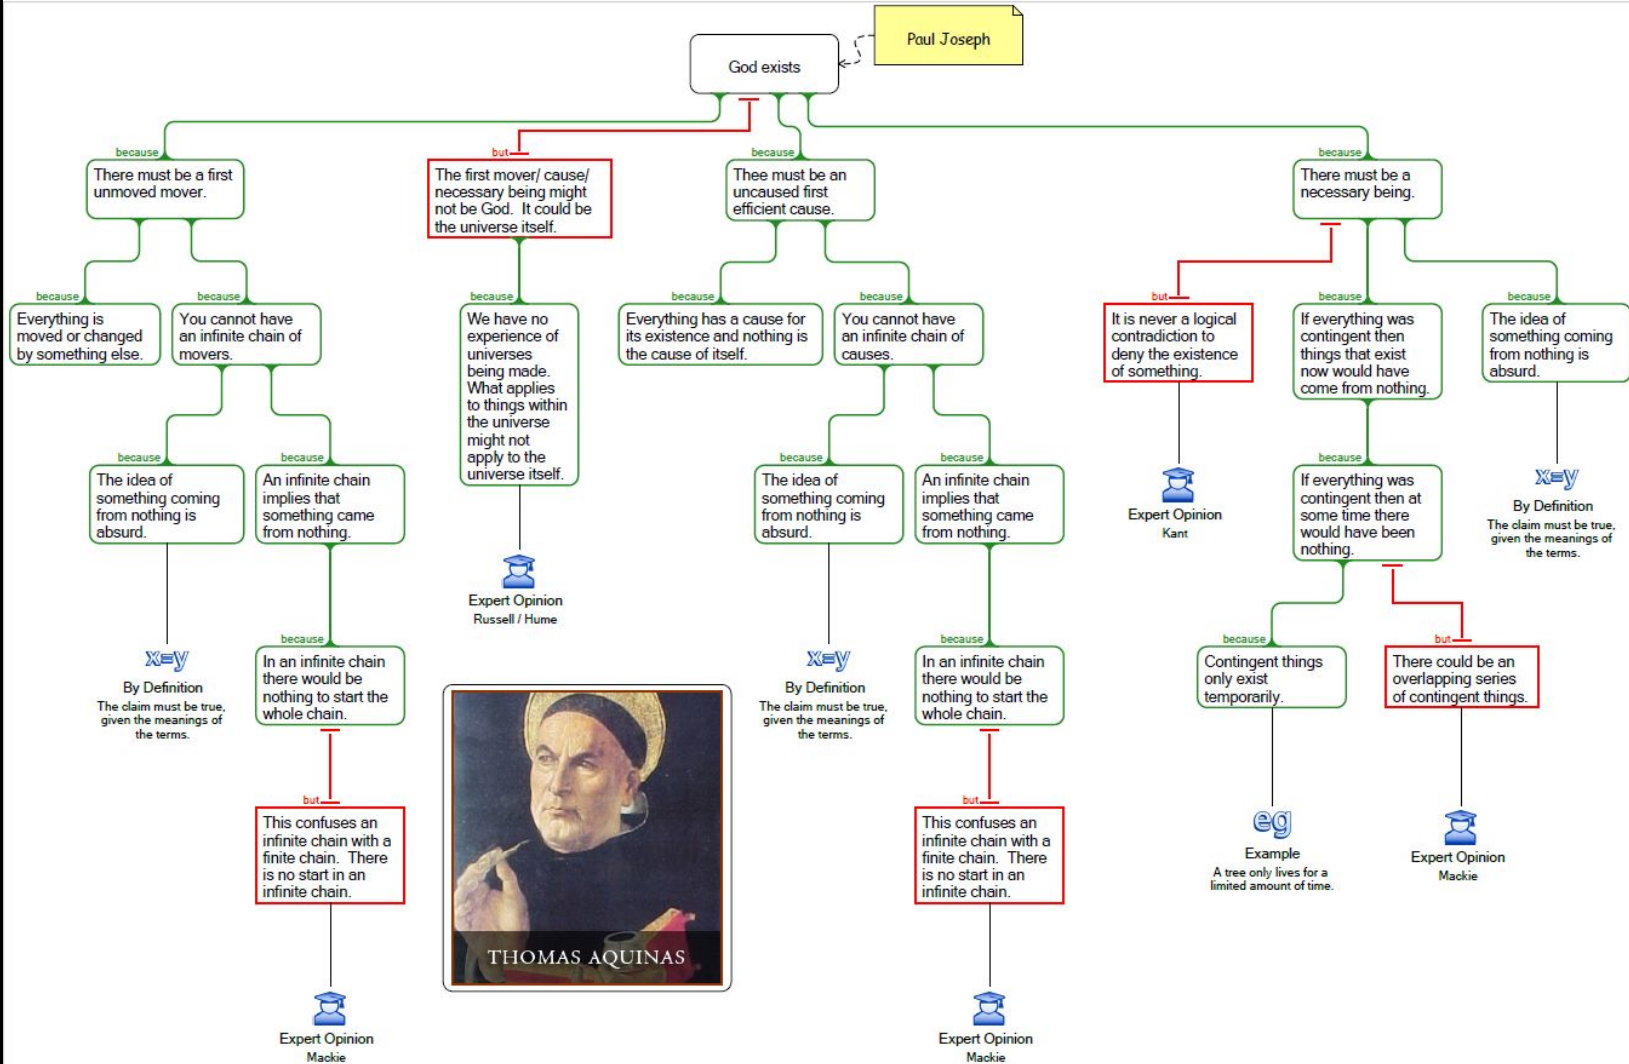 Paul Joseph
God exists
because
There must be a first
unmoved mover.
but
The first mover/ cause/
necessary being might
not be God.  It could be
the universe itself.
because
Thee must be an
uncaused first
efficient cause.
because
There must be a
necessary being.
because
Everything is
moved or changed
by something else.
because
You cannot have
an infinite chain of
movers.
because
We have no
experience of
universes
being made.
What applies
to things within
the universe
might not
apply to the
universe itself.
because
Everything has a cause for
its existence and nothing is
the cause of itself.
because
You cannot have
an infinite chain of
causes.
but
It is never a logical
contradiction to
deny the existence
of something.
because
If everything was
contingent then
things that exist
now would have
come from nothing.
because
The idea of
something coming
from nothing is
absurd.
because
The idea of
something coming
from nothing is
absurd.
because
An infinite chain
implies that
something came
from nothing.
Expert Opinion
Russell / Hume
because
The idea of
something coming
from nothing is
absurd.
because
An infinite chain
implies that
something came
from nothing.
Expert Opinion
Kant
because
If everything was
contingent then at
some time there
would have been
nothing.
x=y
By Definition
The claim must be true,
given the meanings of
the terms.
x=y
By Definition
The claim must be true,
given the meanings of
the terms.
because
In an infinite chain
there would be
nothing to start the
whole chain.
x=y
By Definition
The claim must be true,
given the meanings of
the terms.
because
In an infinite chain
there would be
nothing to start the
whole chain.
because
Contingent things
only exist
temporarily.
but
There could be an
overlapping series
of contingent things.
but
This confuses an
infinite chain with a
finite chain.  There
is no start in an
infinite chain.
THOMAS AQUINAS
but
This confuses an
infinite chain with a
finite chain.  There
is no start in an
infinite chain.
eg
Example
A tree only lives for a
limited amount of time.
Expert Opinion
Mackie
Expert Opinion
Mackie
Expert Opinion
Mackie